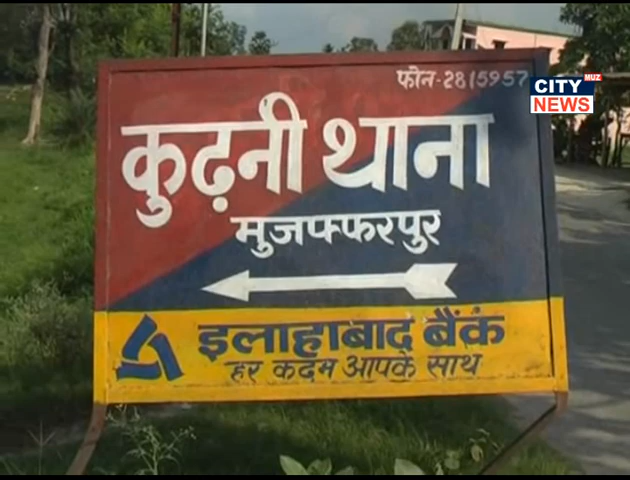 फोन-2815957
CITY MUZ
NEWS
कुढ़नी थाना
मुजफ्फरपुर
इलाहाबाद बैंक
हर कदम आपके साथ